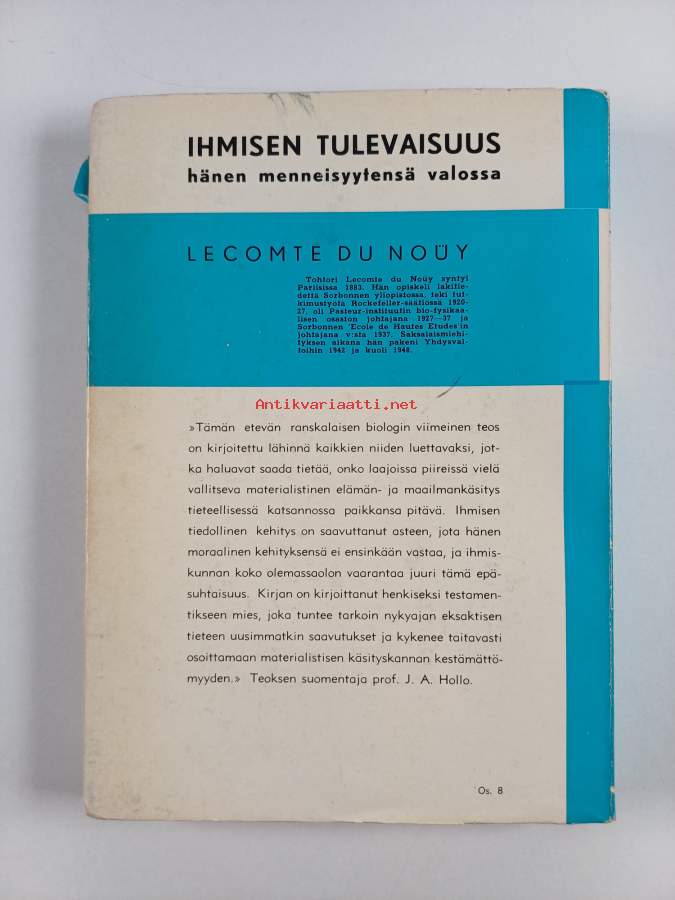 IHMISEN TULEVAISUUS
hänen menneisyytensä valossa
LECOMTE DU NOÜY
Tohtori Lecomte du Noüy syntyi
Pariisissa 1883. Hän opiskeli lakitie-
dettä Sorbonnen yliopistossa, teki tut-
kimustyötä Rockefeller-säätiössä 1920-
27, oli Pasteur-instituutin bio-fysikaa-
lisen osaston johtajana 1927—37 ja
Sorbonnen 'Ecole de Hautes Etudes'in
johtajana v:sta 1937. Saksalaismiehi-
tyksen aikana hän pakeni Yhdysval-
toihin 1942 ja kuoli 1948.
Antikvariaatti.net
»Tämän etevän ranskalaisen biologin viimeinen teos
on kirjoitettu lähinnä kaikkien niiden luettavaksi, jot-
ka haluavat saada tietää, onko laajoissa piireissä vielä
vallitseva materialistinen elämän- ja maailmankäsitys
tieteellisessä katsannossa paikkansa pitävä. Ihmisen
tiedollinen kehitys on saavuttanut asteen, jota hänen
moraalinen kehityksensä ei ensinkään vastaa, ja ihmis-
kunnan koko olemassaolon vaarantaa juuri tämä epä-
suhtaisuus. Kirjan on kirjoittanut henkiseksi testamen-
tikseen mies, joka tuntee tarkoin nykyajan eksaktisen
tieteen uusimmatkin saavutukset ja kykenee taitavasti
osoittamaan materialistisen käsityskannan kestämättö-
myyden.» Teoksen suomentaja prof. J. A. Hollo.
Os. 8